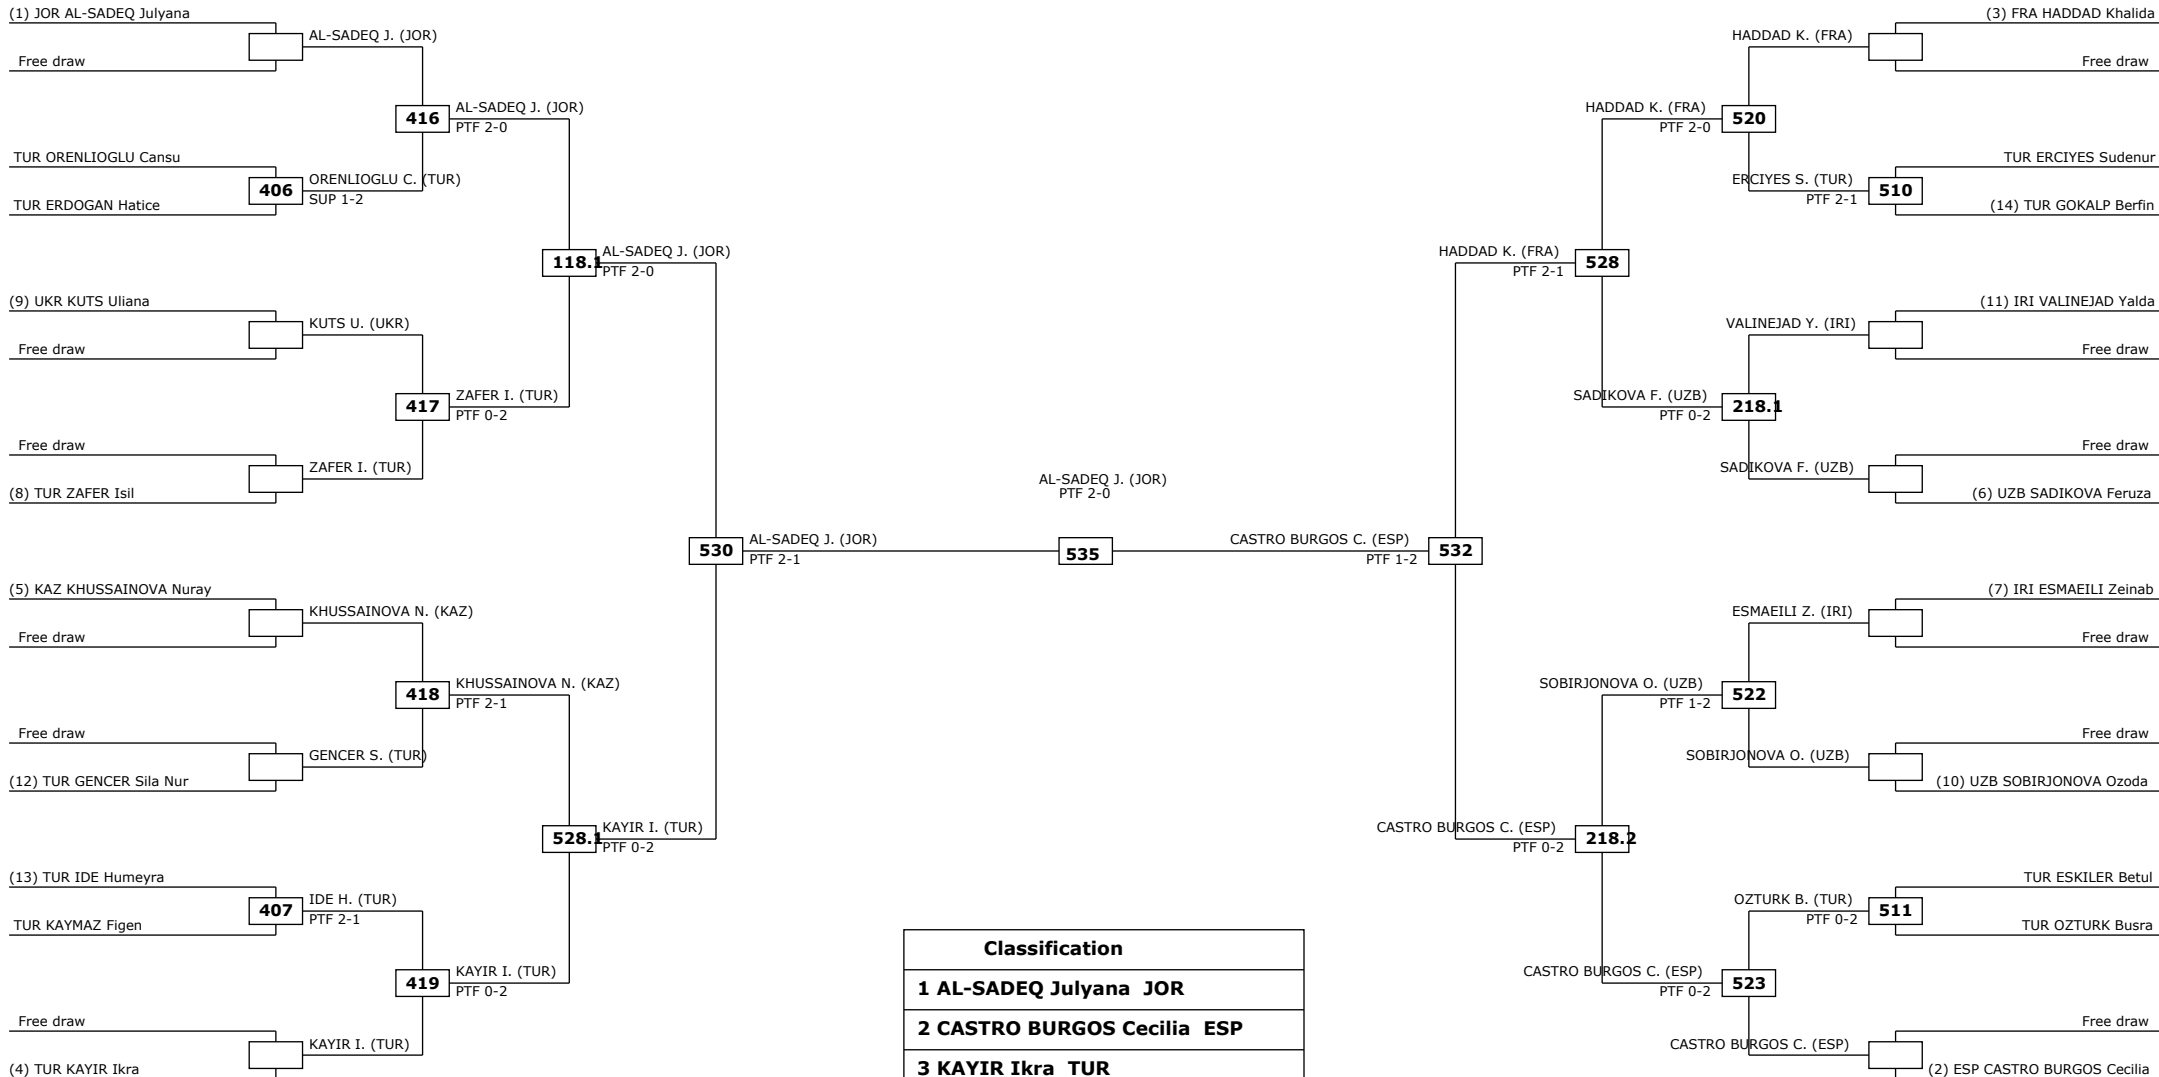 (1) JOR AL-SADEQ Julyana
Free draw
AL-SADEQ J. (JOR)
416
AL-SADEQ J. (JOR)
PTF 2-0
TUR ORENLIOGLU Cansu
TUR ERDOGAN Hatice
406
ORENLIOGLU C. (TUR)
SUP 1-2
118.1
AL-SADEQ J. (JOR)
PTF 2-0
(9) UKR KUTS Uliana
Free draw
KUTS U. (UKR)
417
ZAFER I. (TUR)
PTF 0-2
Free draw
(8) TUR ZAFER Isil
ZAFER I. (TUR)
530
AL-SADEQ J. (JOR)
PTF 2-1
(5) KAZ KHUSSAINOVA Nuray
Free draw
KHUSSAINOVA N. (KAZ)
418
KHUSSAINOVA N. (KAZ)
PTF 2-1
Free draw
(12) TUR GENCER Sila Nur
GENCER S. (TUR)
528.1
KAYIR I. (TUR)
PTF 0-2
(13) TUR IDE Humeyra
TUR KAYMAZ Figen
407
IDE H. (TUR)
PTF 2-1
419
KAYIR I. (TUR)
PTF 0-2
Free draw
(4) TUR KAYIR Ikra
KAYIR I. (TUR)
AL-SADEQ J. (JOR)
PTF 2-0
535
(3) FRA HADDAD Khalida
Free draw
HADDAD K. (FRA)
520
HADDAD K. (FRA)
PTF 2-0
TUR ERCIYES Sudenur
(14) TUR GOKALP Berfin
510
ERCIYES S. (TUR)
PTF 2-1
528
HADDAD K. (FRA)
PTF 2-1
(11) IRI VALINEJAD Yalda
Free draw
VALINEJAD Y. (IRI)
218.1
SADIKOVA F. (UZB)
PTF 0-2
Free draw
(6) UZB SADIKOVA Feruza
SADIKOVA F. (UZB)
532
CASTRO BURGOS C. (ESP)
PTF 1-2
(7) IRI ESMAEILI Zeinab
Free draw
ESMAEILI Z. (IRI)
522
SOBIRJONOVA O. (UZB)
PTF 1-2
Free draw
(10) UZB SOBIRJONOVA Ozoda
SOBIRJONOVA O. (UZB)
218.2
CASTRO BURGOS C. (ESP)
PTF 0-2
TUR ESKILER Betul
TUR OZTURK Busra
511
OZTURK B. (TUR)
PTF 0-2
523
CASTRO BURGOS C. (ESP)
PTF 0-2
Free draw
(2) ESP CASTRO BURGOS Cecilia
CASTRO BURGOS C. (ESP)
Classification
1 AL-SADEQ Julyana JOR
2 CASTRO BURGOS Cecilia ESP
3 KAYIR Ikra TUR